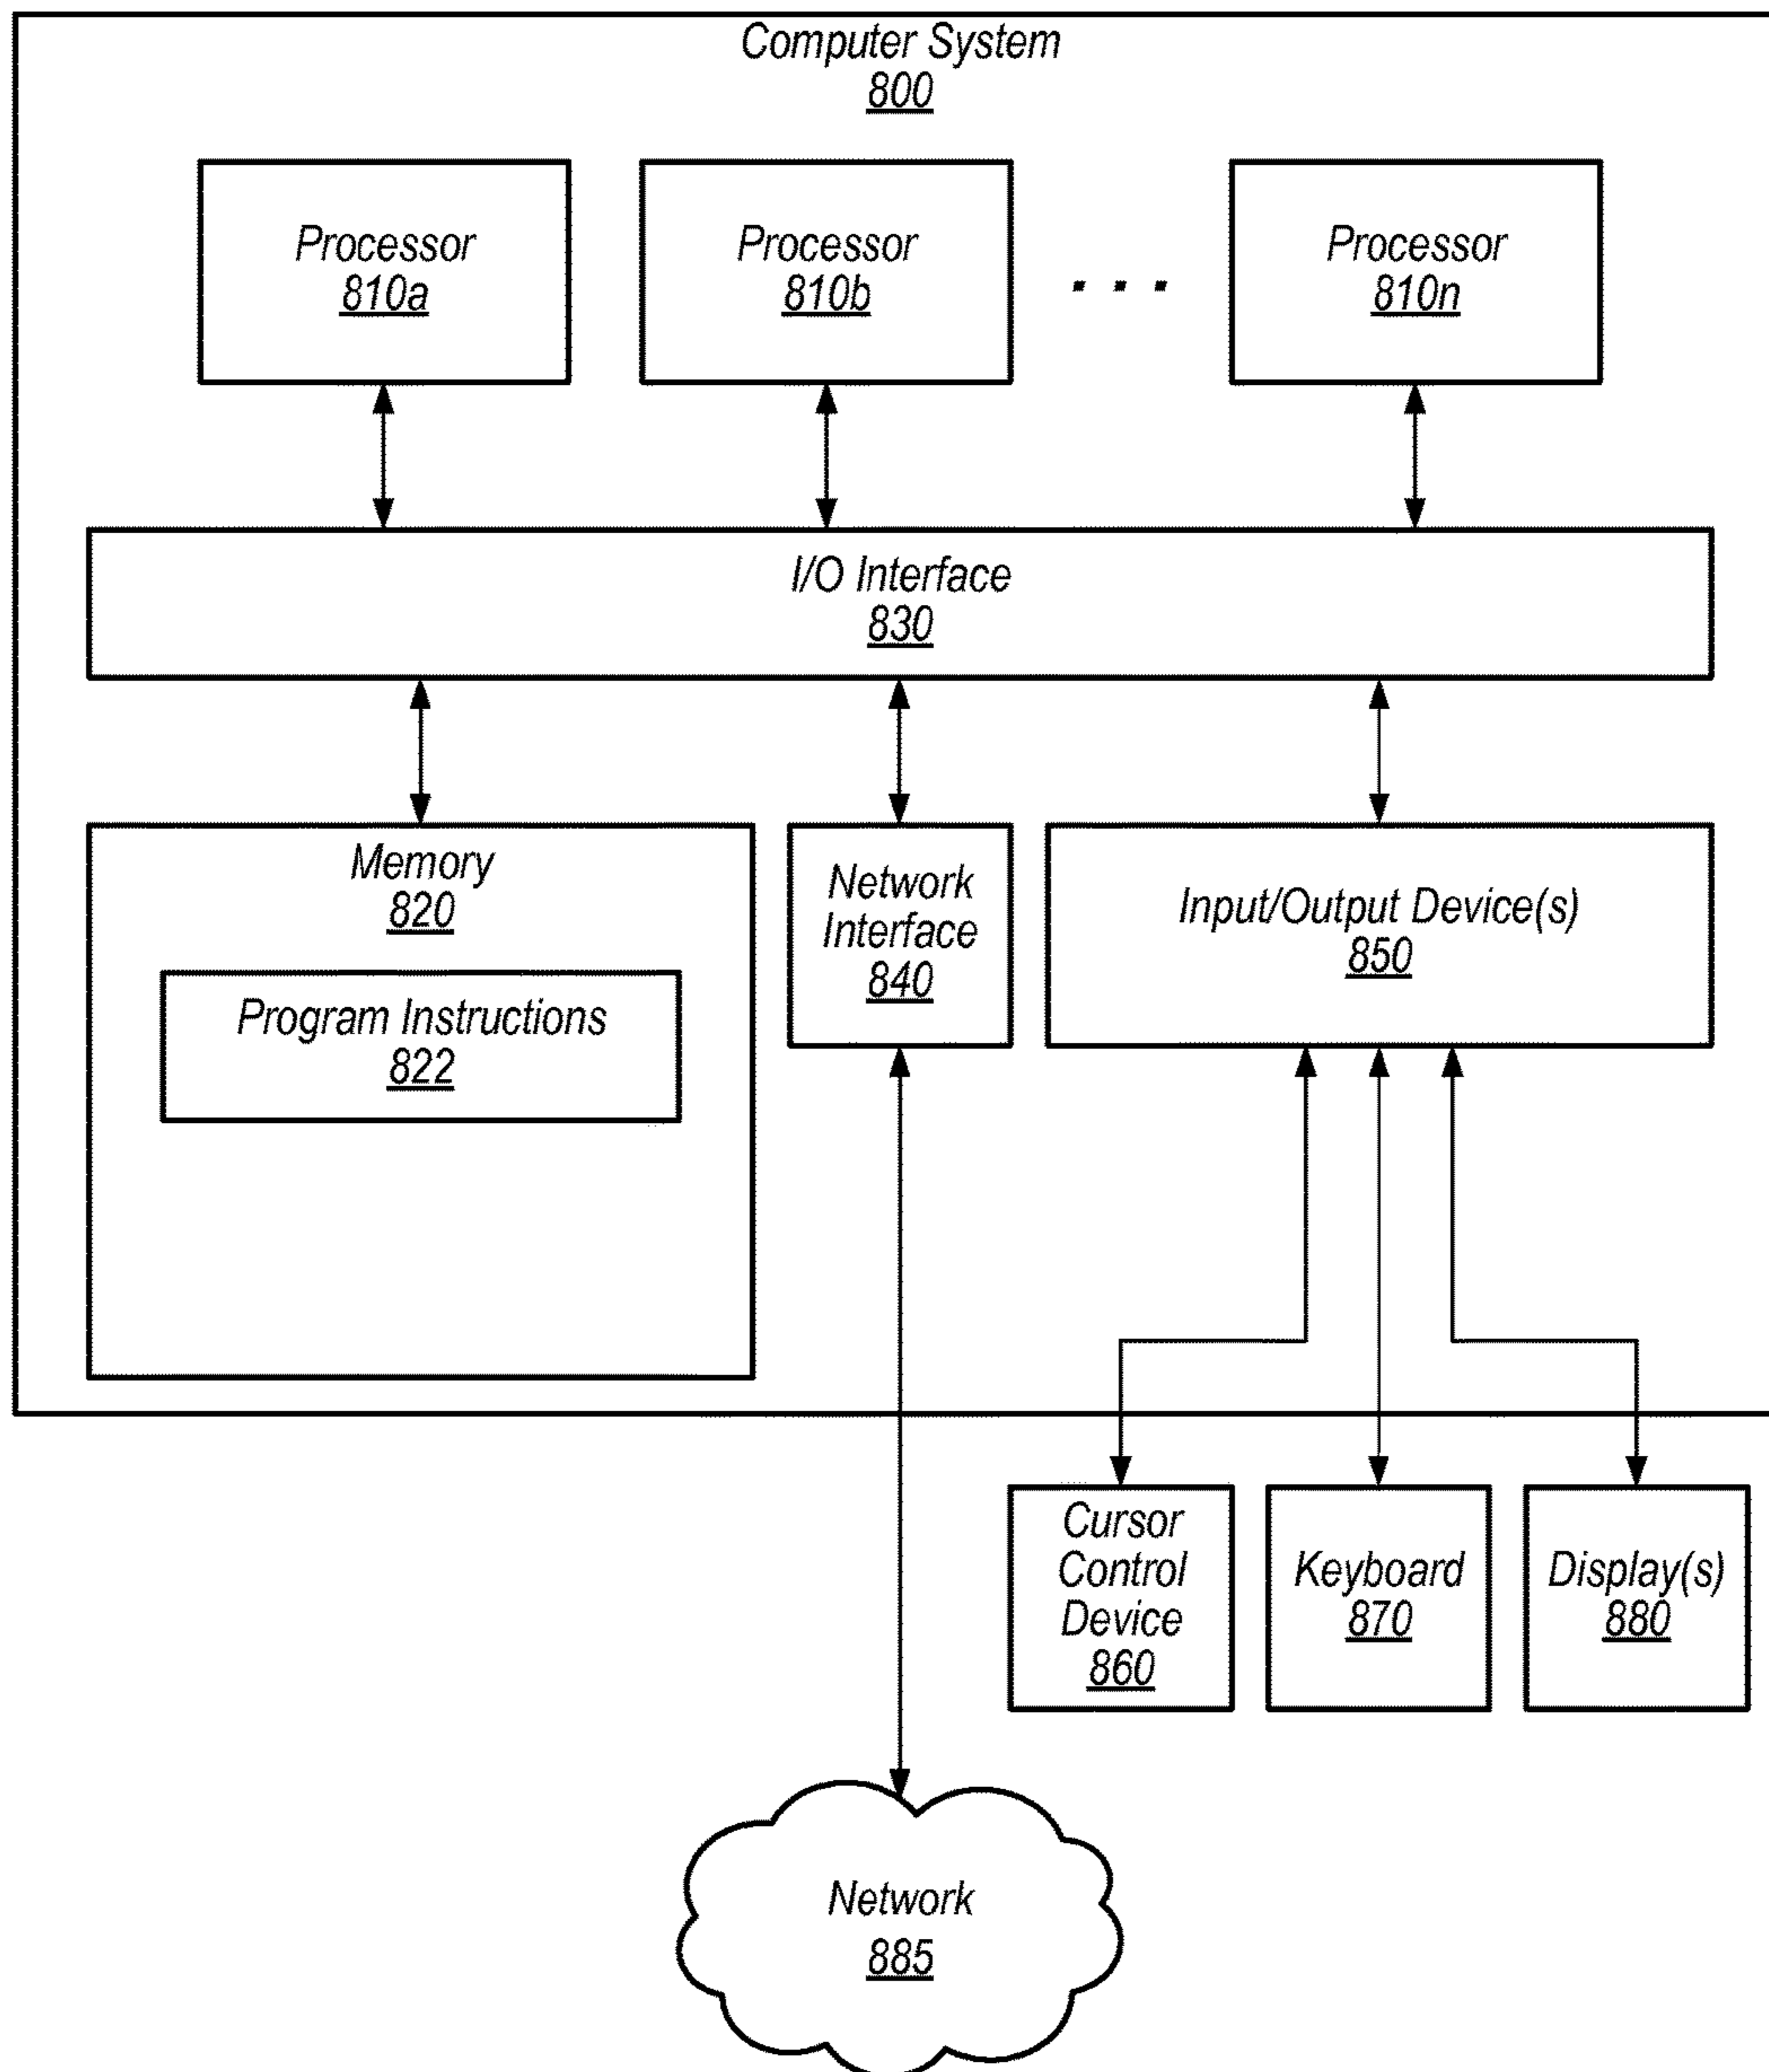 Computer System
800
Processor
810a
Processor
810b
. . .
Processor
810n
I/O Interface
830
Memory
820
Program Instructions
822
Network
Interface
840
Input/Output Device(s)
850
Cursor
Control
Device
860
Keyboard
870
Display(s)
880
Network
885